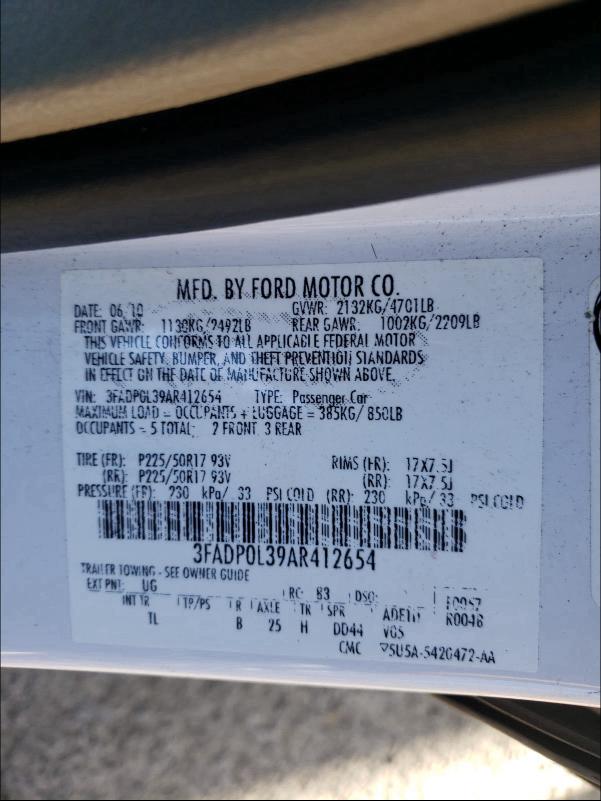 MFD. BY FORD MOTOR CO.
DATE: 06/10 GVWR: 2132KG/4701LB
FRONT GAWR: 1130KG/2492LB REAR GAWR: 1002KG/2209LB
THIS VEHICLE CONFORMS TO ALL APPLICABLE FEDERAL MOTOR
VEHICLE SAFETY, BUMPER, AND THEFT PREVENTION STANDARDS
IN EFFECT ON THE DATE OF MANUFACTURE SHOWN ABOVE.
VIN: 3FADP0L39AR412654 TYPE: Passenger Car
MAXIMUM LOAD = OCCUPANTS + LUGGAGE = 385KG/ 850LB
OCCUPANTS = 5 TOTAL: 2 FRONT 3 REAR
TIRE (FR): P225/50R17 93V RIMS (FR): 17X7.5J
(RR): P225/50R17 93V (RR): 17X7.5J
PRESSURE (FR): 230 kPa/ 33 PSI COLD (RR): 230 kPa/ 33 PSI COLD
3FADP0L39AR412654
TRAILER TOWING - SEE OWNER GUIDE
EXT PNT: UG RC: 83 DSO:
INT TR TP/PS R AXLE TR SPR R0046
TL B 25 H DD44 VGS
CMC 5U5A-5420472-AA